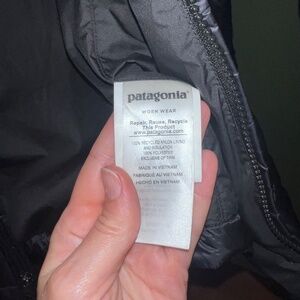 patagonia
WORN WEAR
Repair, Reuse, Recycle
This Product
www.patagonia.com
100% RECYCLED NYLON LINING
AND INSULATION
100% POLYESTER
EXCLUSIVE OF TRIM
MADE IN VIETNAM
FABRIQUÉ AU VIETNAM
HECHO EN VIETNAM